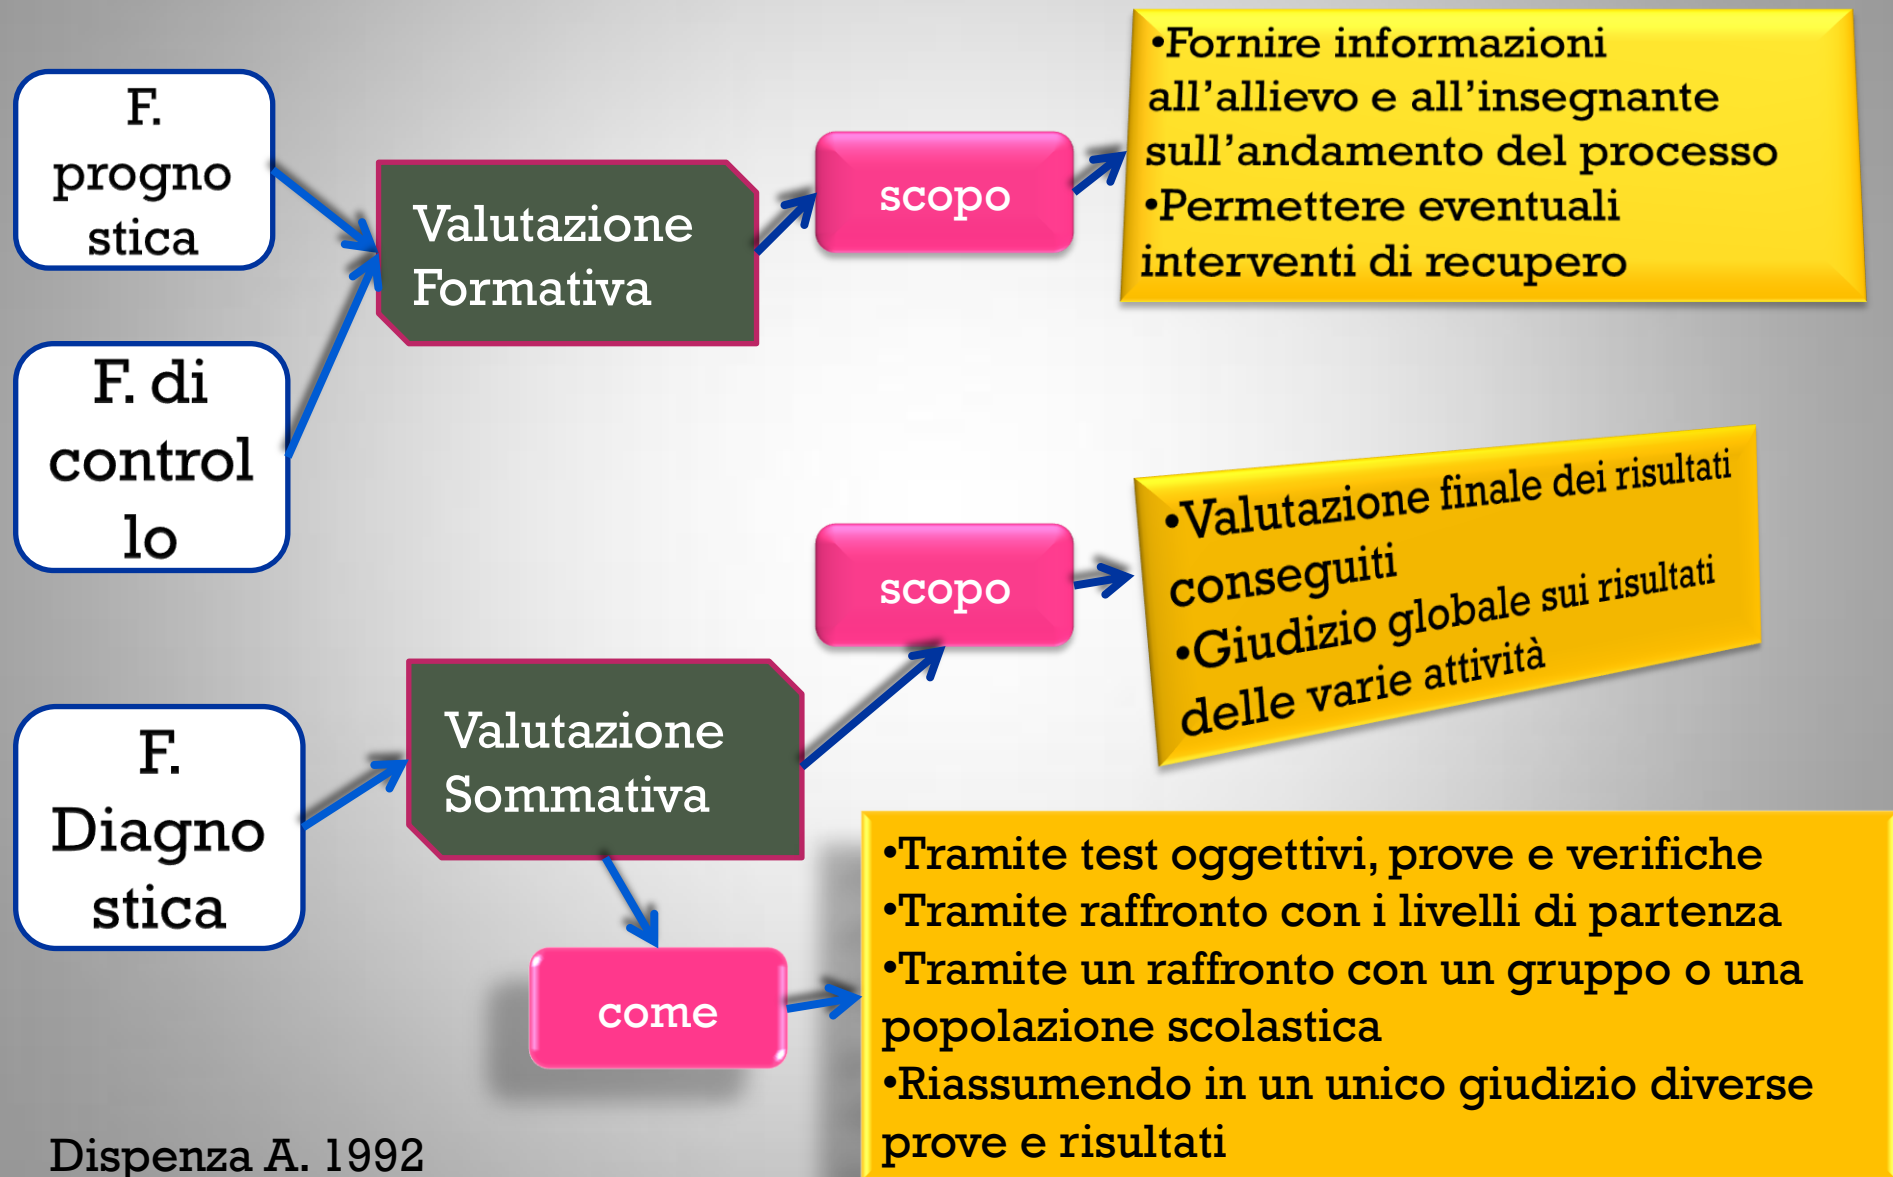 F.
progno
stica
F. di
control
lo
Valutazione
Formativa
scopo
•Fornire informazioni
all’allievo e all’insegnante
sull’andamento del processo
•Permettere eventuali
interventi di recupero
F.
Diagno
stica
Valutazione
Sommativa
scopo
•Valutazione finale dei risultati
conseguiti
•Giudizio globale sui risultati
delle varie attività
come
•Tramite test oggettivi, prove e verifiche
•Tramite raffronto con i livelli di partenza
•Tramite un raffronto con un gruppo o una
popolazione scolastica
•Riassumendo in un unico giudizio diverse
prove e risultati
Dispenza A. 1992